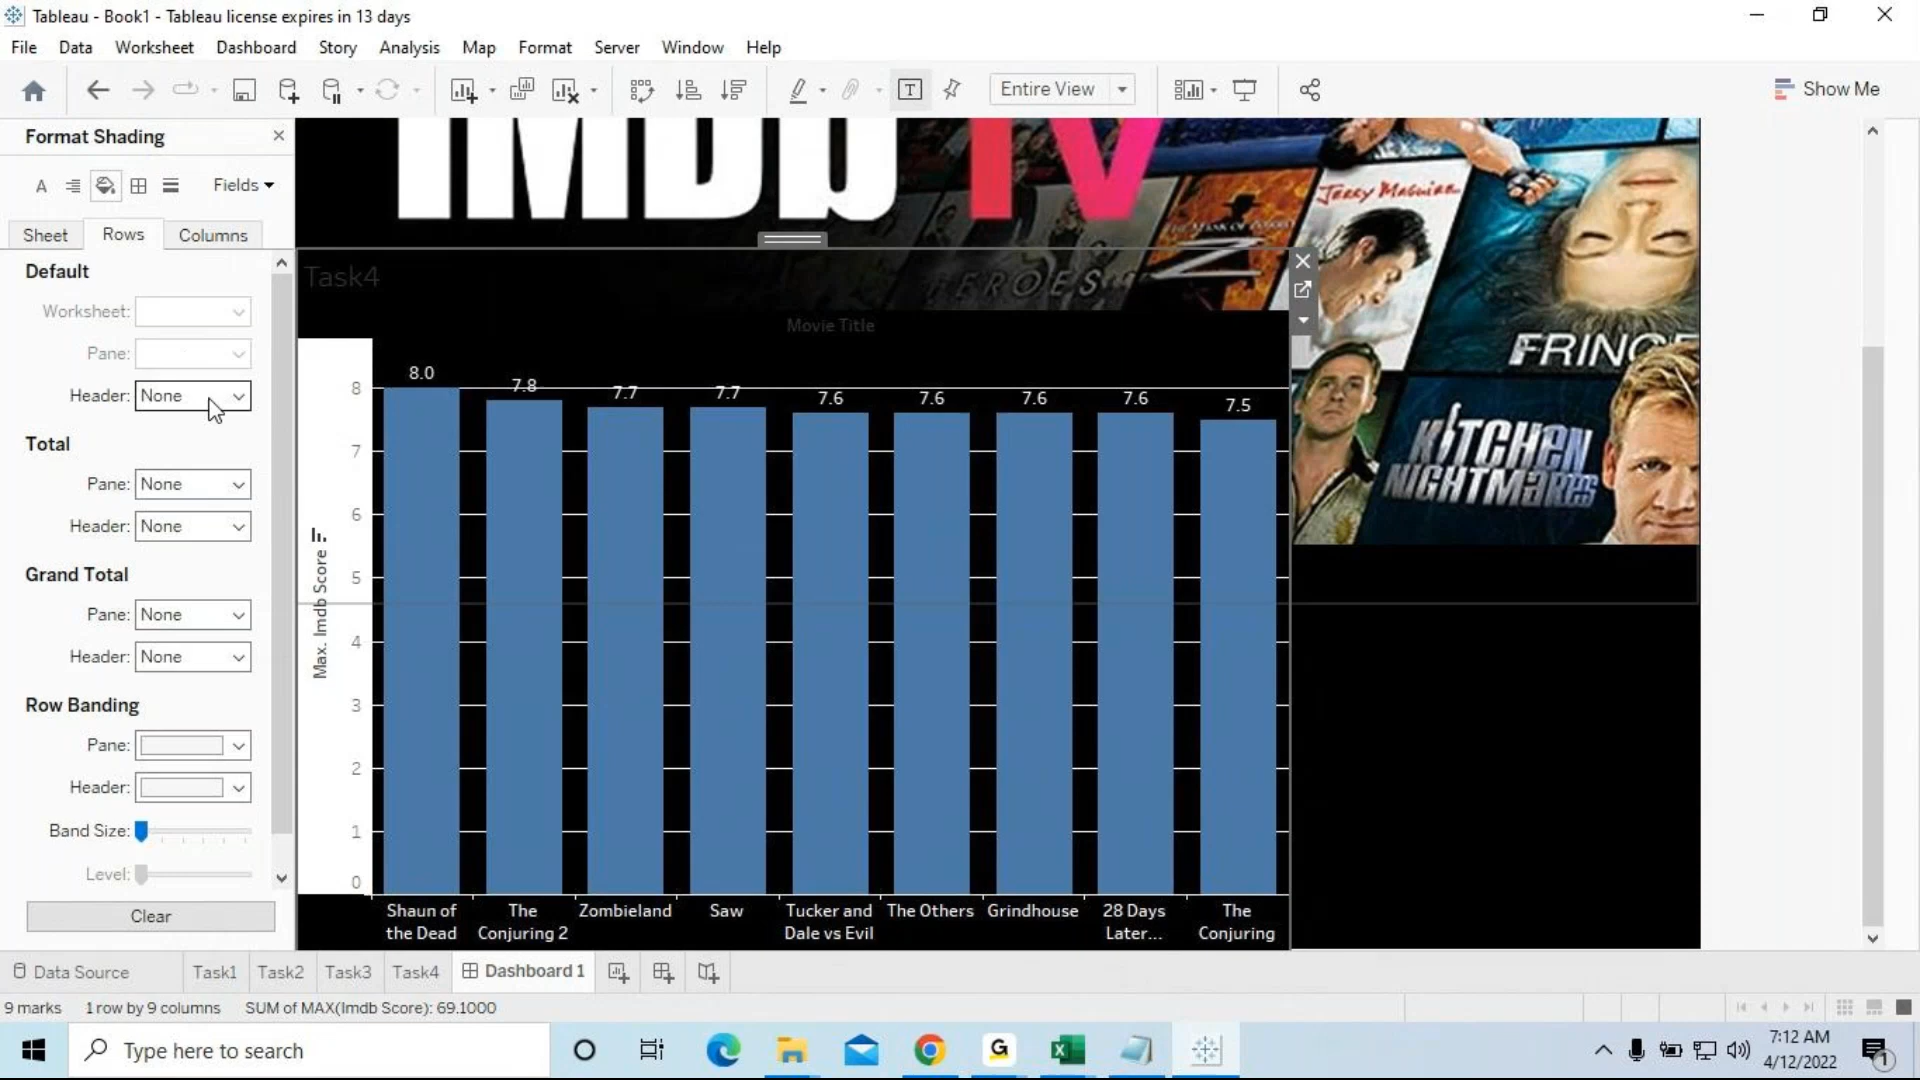 Tableau - Book1 - Tableau license expires in 13 days
File Data Worksheet Dashboard Story Analysis Map Format Server Window Help
Entire View
Show Me
Format Shading
Fields
Sheet Rows Columns
Default
Worksheet:
Pane:
Header: None
Total
Pane: None
Header: None
Grand Total
Pane: None
Header: None
Row Banding
Pane:
Header:
Band Size:
Level:
Clear
IMDb TV
JERRY MAGUIRE
HEROES
Z
FRINGE
KITCHEN
NIGHTMARES
Task4
Movie Title
Max. Imdb Score
8
7
6
5
4
3
2
1
0
8.0 7.8 7.7 7.7 7.6 7.6 7.6 7.6 7.5
Shaun of the Dead
The Conjuring 2
Zombieland
Saw
Tucker and Dale vs Evil
The Others
Grindhouse
28 Days Later...
The Conjuring
Data Source Task1 Task2 Task3 Task4 Dashboard 1
9 marks 1 row by 9 columns SUM of MAX(Imdb Score): 69.1000
Type here to search
7:12 AM
4/12/2022
1